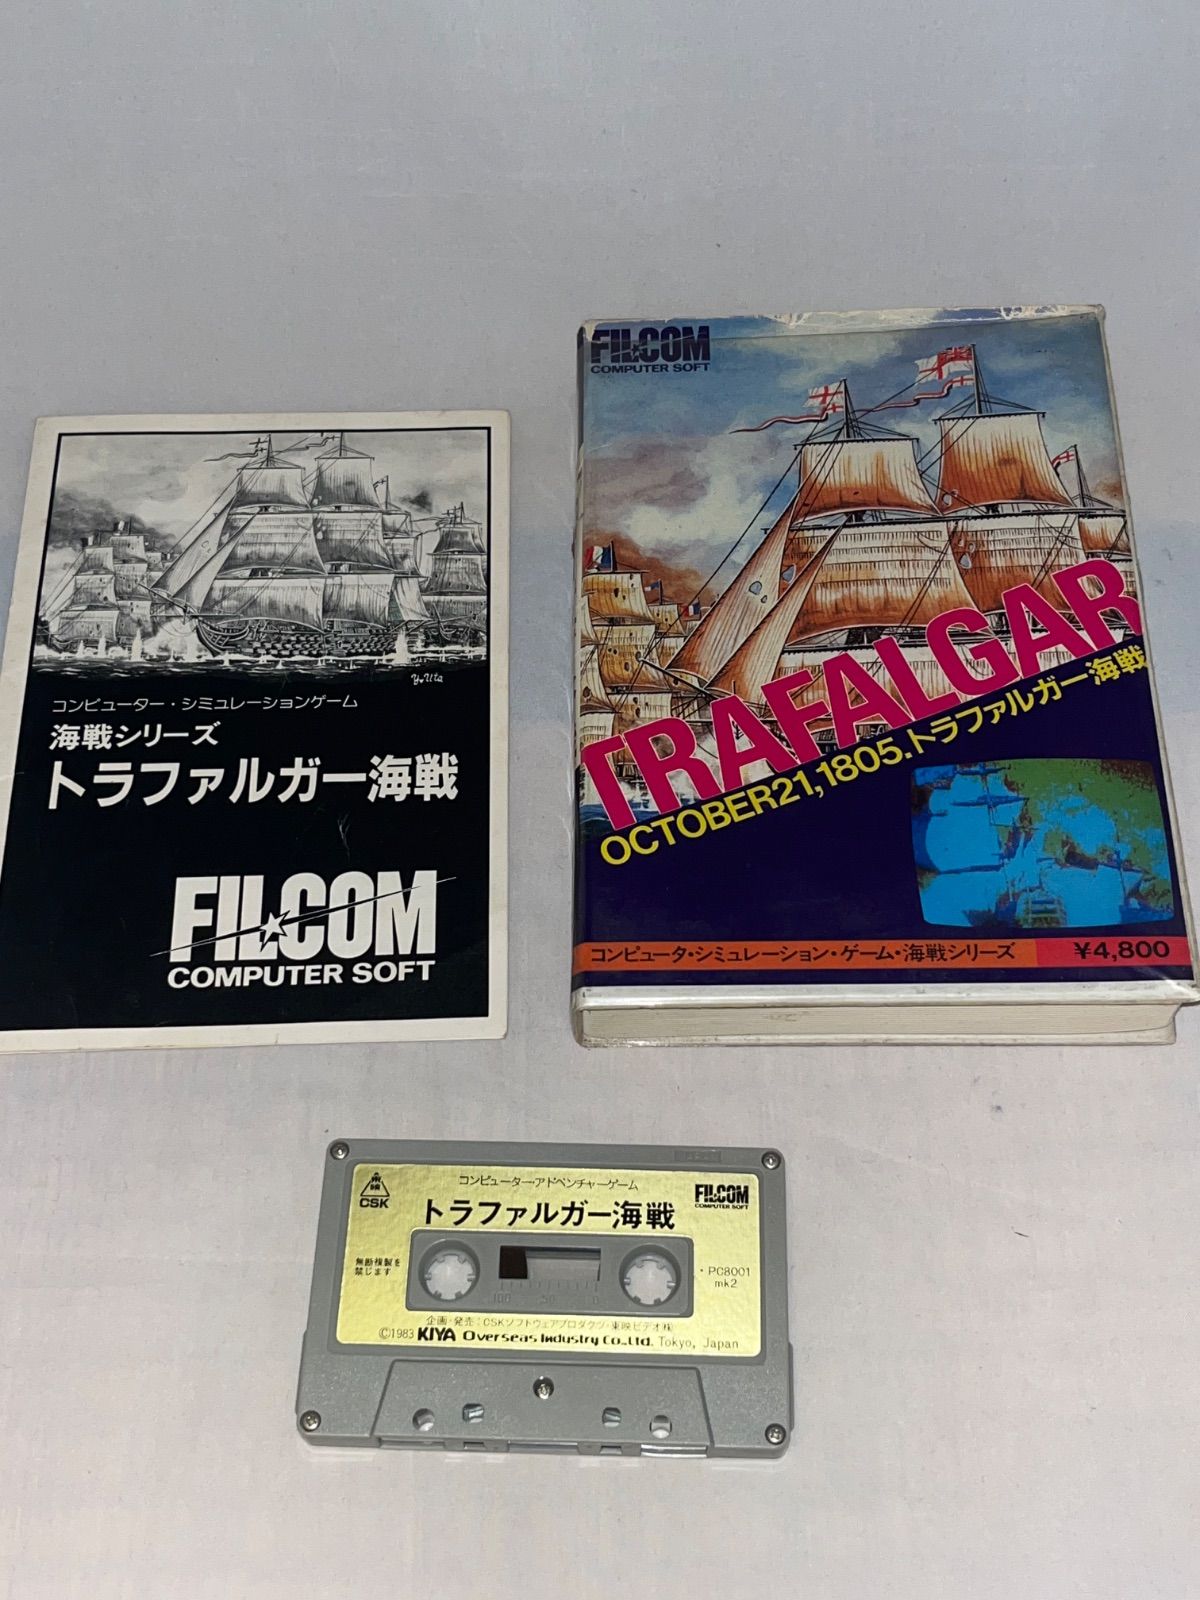 y.Uta
コンピューター・シミュレーションゲーム
海戦シリーズ
トラファルガー海戦
FILCOM
COMPUTER SOFT
FILCOM
COMPUTER SOFT
TRAFALGAR
OCTOBER21,1805.トラファルガー海戦
コンピュータ・シミュレーション・ゲーム・海戦シリーズ
¥4,800
東映
CSK
コンピューター・アドベンチャーゲーム
トラファルガー海戦
FILCOM
COMPUTER SOFT
無断複製を
禁じます
100 50 0
・PC8001
mk2
企画・発売：CSKソフトウェアプロダクツ・東映ビデオ(株)
©1983 KIYA Overseas Industry Co., Ltd. Tokyo, Japan